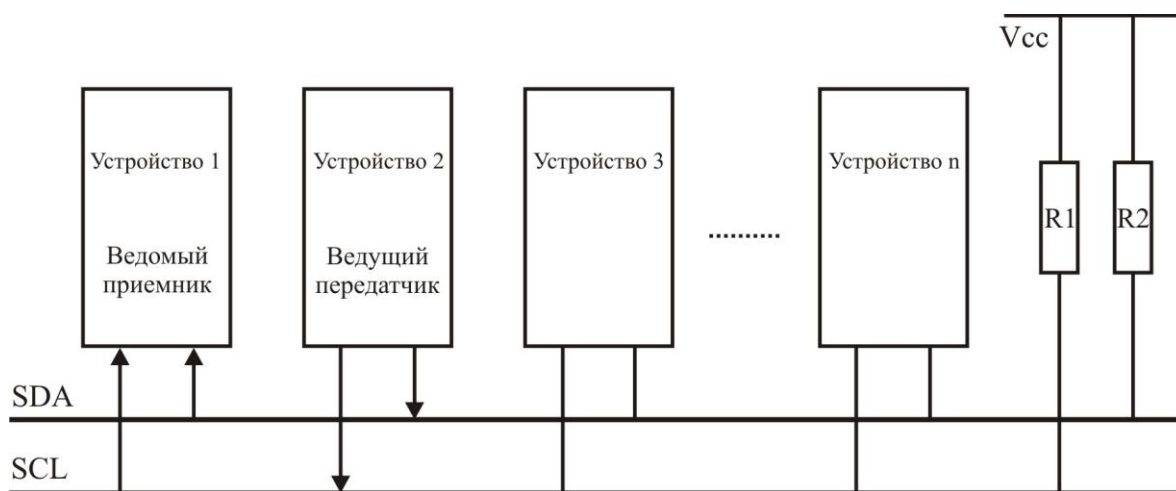 Vcc
Устройство 1
Устройство 2
Устройство 3
Устройство n
..........
R1
R2
Ведомый
приемник
Ведущий
передатчик
SDA
SCL